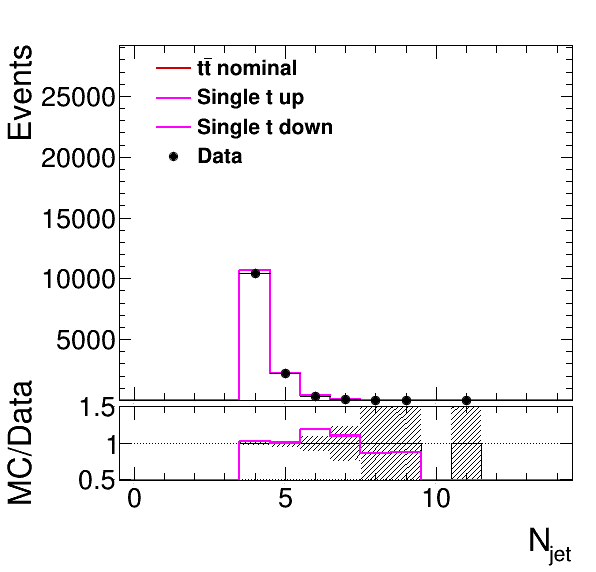 Events
25000
20000
15000
10000
5000
tt̄ nominal
Single t up
Single t down
Data
MC/Data
1.5
1
0.5
0 5 10
N_jet